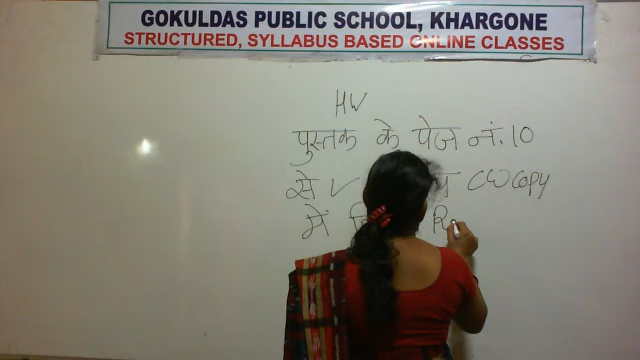 GOKULDAS PUBLIC SCHOOL, KHARGONE
STRUCTURED, SYLLABUS BASED ONLINE CLASSES
HW
पुस्तक के पेज नं. 10
से ✓ CW copy
में